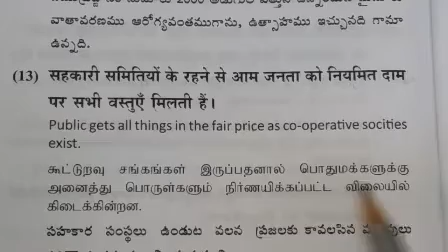 వాతావరణము ఆరోగ్యవంతముగాను, ఉత్సాహము ఇచ్చునది గానూ
ఉన్నది.
(13) सहकारी समितियों के रहने से आम जनता को नियमित दाम
पर सभी वस्तुएँ मिलती हैं।
Public gets all things in the fair price as co-operative socities
exist.
கூட்டுறவு சங்கங்கள் இருப்பதனால் பொதுமக்களுக்கு
அனைத்து பொருள்களும் நிர்ணயிக்கப்பட்ட விலையில்
கிடைக்கின்றன.
సహకార సంస్థలు ఉండుట వలన ప్రజలకు కావలసిన